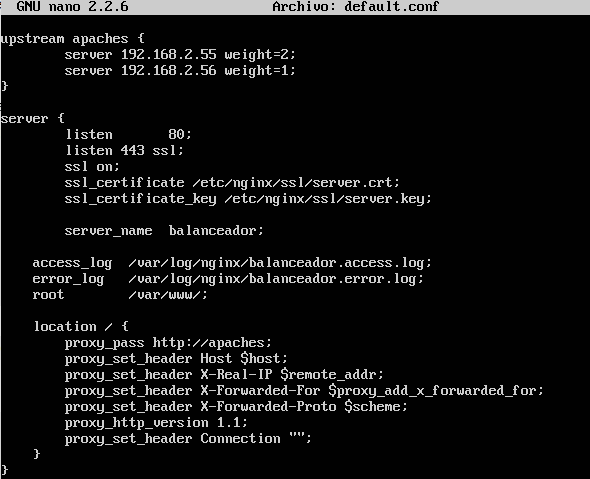 GNU nano 2.2.6 Archivo: default.conf
upstream apaches {
server 192.168.2.55 weight=2;
server 192.168.2.56 weight=1;
}
server {
listen 80;
listen 443 ssl;
ssl on;
ssl_certificate /etc/nginx/ssl/server.crt;
ssl_certificate_key /etc/nginx/ssl/server.key;
server_name balanceador;
access_log /var/log/nginx/balanceador.access.log;
error_log /var/log/nginx/balanceador.error.log;
root /var/www/;
location / {
proxy_pass http://apaches;
proxy_set_header Host $host;
proxy_set_header X-Real-IP $remote_addr;
proxy_set_header X-Forwarded-For $proxy_add_x_forwarded_for;
proxy_set_header X-Forwarded-Proto $scheme;
proxy_http_version 1.1;
proxy_set_header Connection "";
}
}